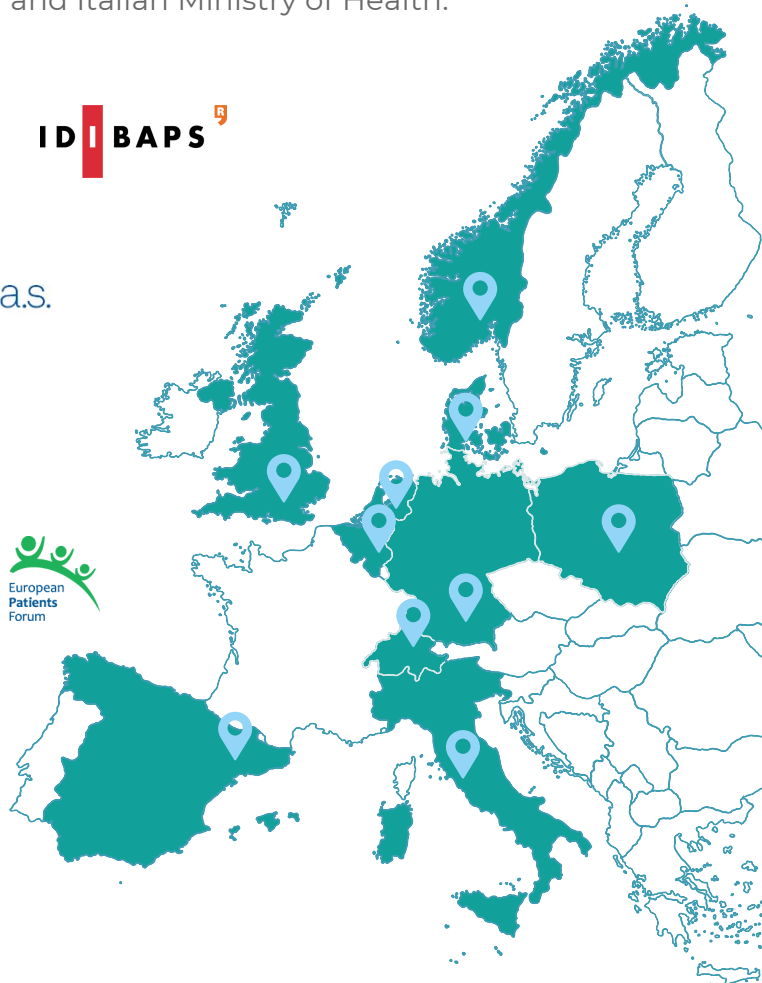 and Italian Ministry of Health.
IDIBAPS
R
a.s.
European
Patients
Forum